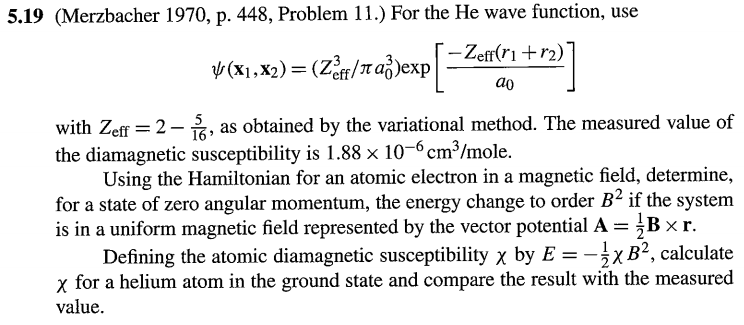 5.19 (Merzbacher 1970, p. 448, Problem 11.) For the He wave function, use
ψ(x₁,x₂) = (Z³eff/πa₀³)exp[−Zeff(r₁+r₂)/a₀]
with Zeff = 2 − 5/16, as obtained by the variational method. The measured value of
the diamagnetic susceptibility is 1.88 × 10⁻⁶ cm³/mole.
Using the Hamiltonian for an atomic electron in a magnetic field, determine,
for a state of zero angular momentum, the energy change to order B² if the system
is in a uniform magnetic field represented by the vector potential A = ½B × r.
Defining the atomic diamagnetic susceptibility χ by E = −½χB², calculate
χ for a helium atom in the ground state and compare the result with the measured
value.